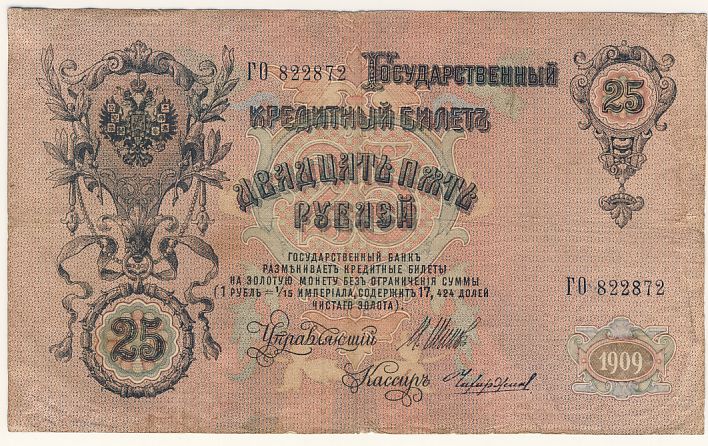 ГО 822872
Государственный
25
Кредитный Билетъ
Двадцать пять
рублей
ГОСУДАРСТВЕННЫЙ БАНКЪ
РАЗМѢНИВАЕТЪ КРЕДИТНЫЕ БИЛЕТЫ
НА ЗОЛОТУЮ МОНЕТУ БЕЗЪ ОГРАНИЧЕНІЯ СУММЫ
(1 РУБЛЬ = 1/15 ИМПЕРІАЛА, СОДЕРЖИТЪ 17,424 ДОЛЕЙ
ЧИСТАГО ЗОЛОТА).
ГО 822872
25
Управляющій
И. Шипов
1909
Кассиръ